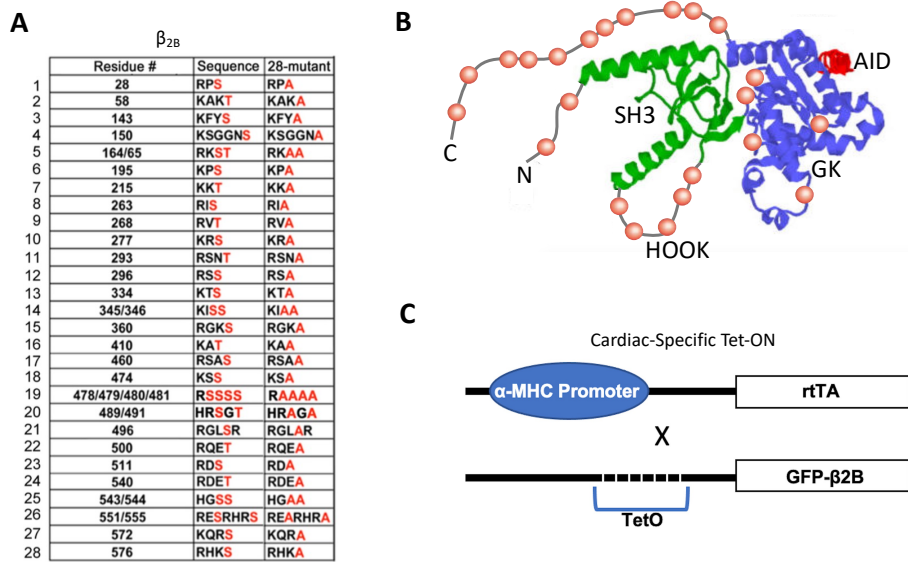 A
β2B
Residue # Sequence 28-mutant
1 28 RPS RPA
2 58 KAKT KAKA
3 143 KFYS KFYA
4 150 KSGGNS KSGGNA
5 164/65 RKST RKAA
6 195 KPS KPA
7 215 KKT KKA
8 263 RIS RIA
9 268 RVT RVA
10 277 KRS KRA
11 293 RSNT RSNA
12 296 RSS RSA
13 334 KTS KTA
14 345/346 KISS KIAA
15 360 RGKS RGKA
16 410 KAT KAA
17 460 RSAS RSAA
18 474 KSS KSA
19 478/479/480/481 RSSSS RAAAA
20 489/491 HRSGT HRAGA
21 496 RGLSR RGLAR
22 500 RQET RQEA
23 511 RDS RDA
24 540 RDET RDEA
25 543/544 HGSS HGAA
26 551/555 RESRHRS REARHRA
27 572 KQRS KQRA
28 576 RHKS RHKA
B
AID
SH3
C
N
GK
HOOK
C
Cardiac-Specific Tet-ON
α-MHC Promoter rtTA
X
GFP-β2B
TetO